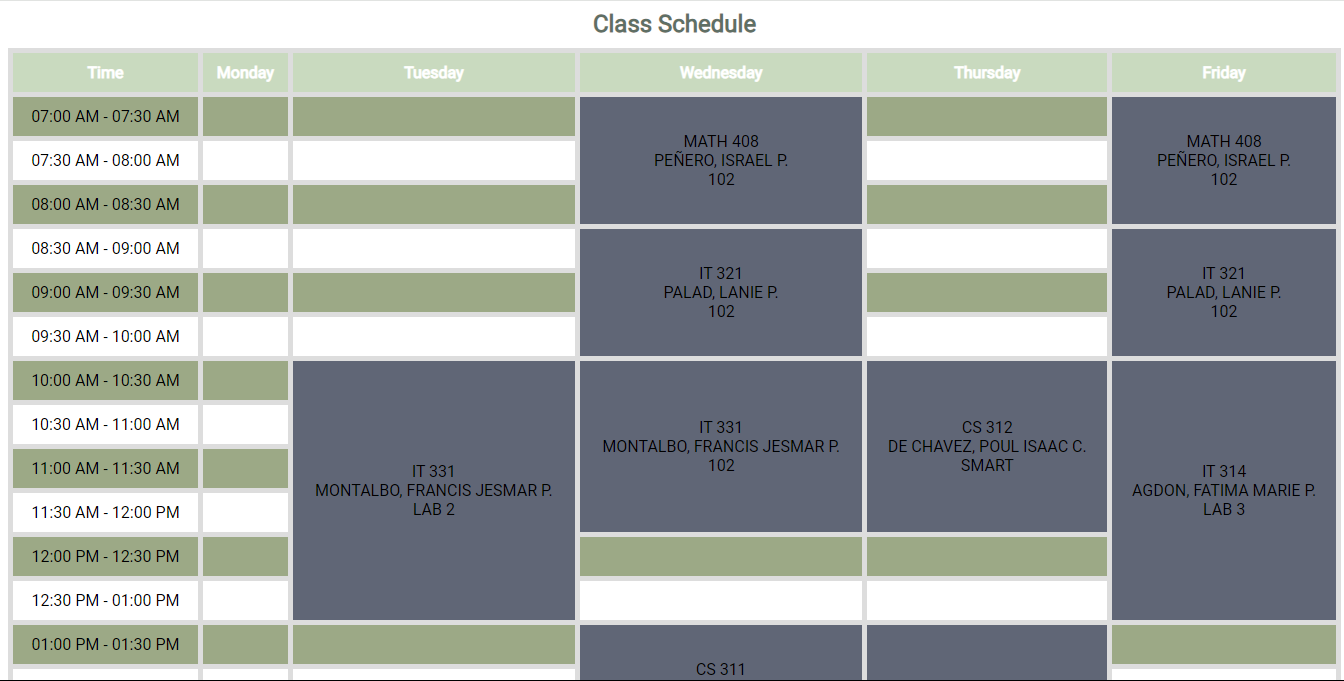 Class Schedule
Time Monday Tuesday Wednesday Thursday Friday
07:00 AM - 07:30 AM
MATH 408
PEÑERO, ISRAEL P.
102
MATH 408
PEÑERO, ISRAEL P.
102
07:30 AM - 08:00 AM
08:00 AM - 08:30 AM
08:30 AM - 09:00 AM
IT 321
PALAD, LANIE P.
102
IT 321
PALAD, LANIE P.
102
09:00 AM - 09:30 AM
09:30 AM - 10:00 AM
10:00 AM - 10:30 AM
IT 331
MONTALBO, FRANCIS JESMAR P.
LAB 2
IT 331
MONTALBO, FRANCIS JESMAR P.
102
CS 312
DE CHAVEZ, POUL ISAAC C.
SMART
IT 314
AGDON, FATIMA MARIE P.
LAB 3
10:30 AM - 11:00 AM
11:00 AM - 11:30 AM
11:30 AM - 12:00 PM
12:00 PM - 12:30 PM
12:30 PM - 01:00 PM
01:00 PM - 01:30 PM
CS 311